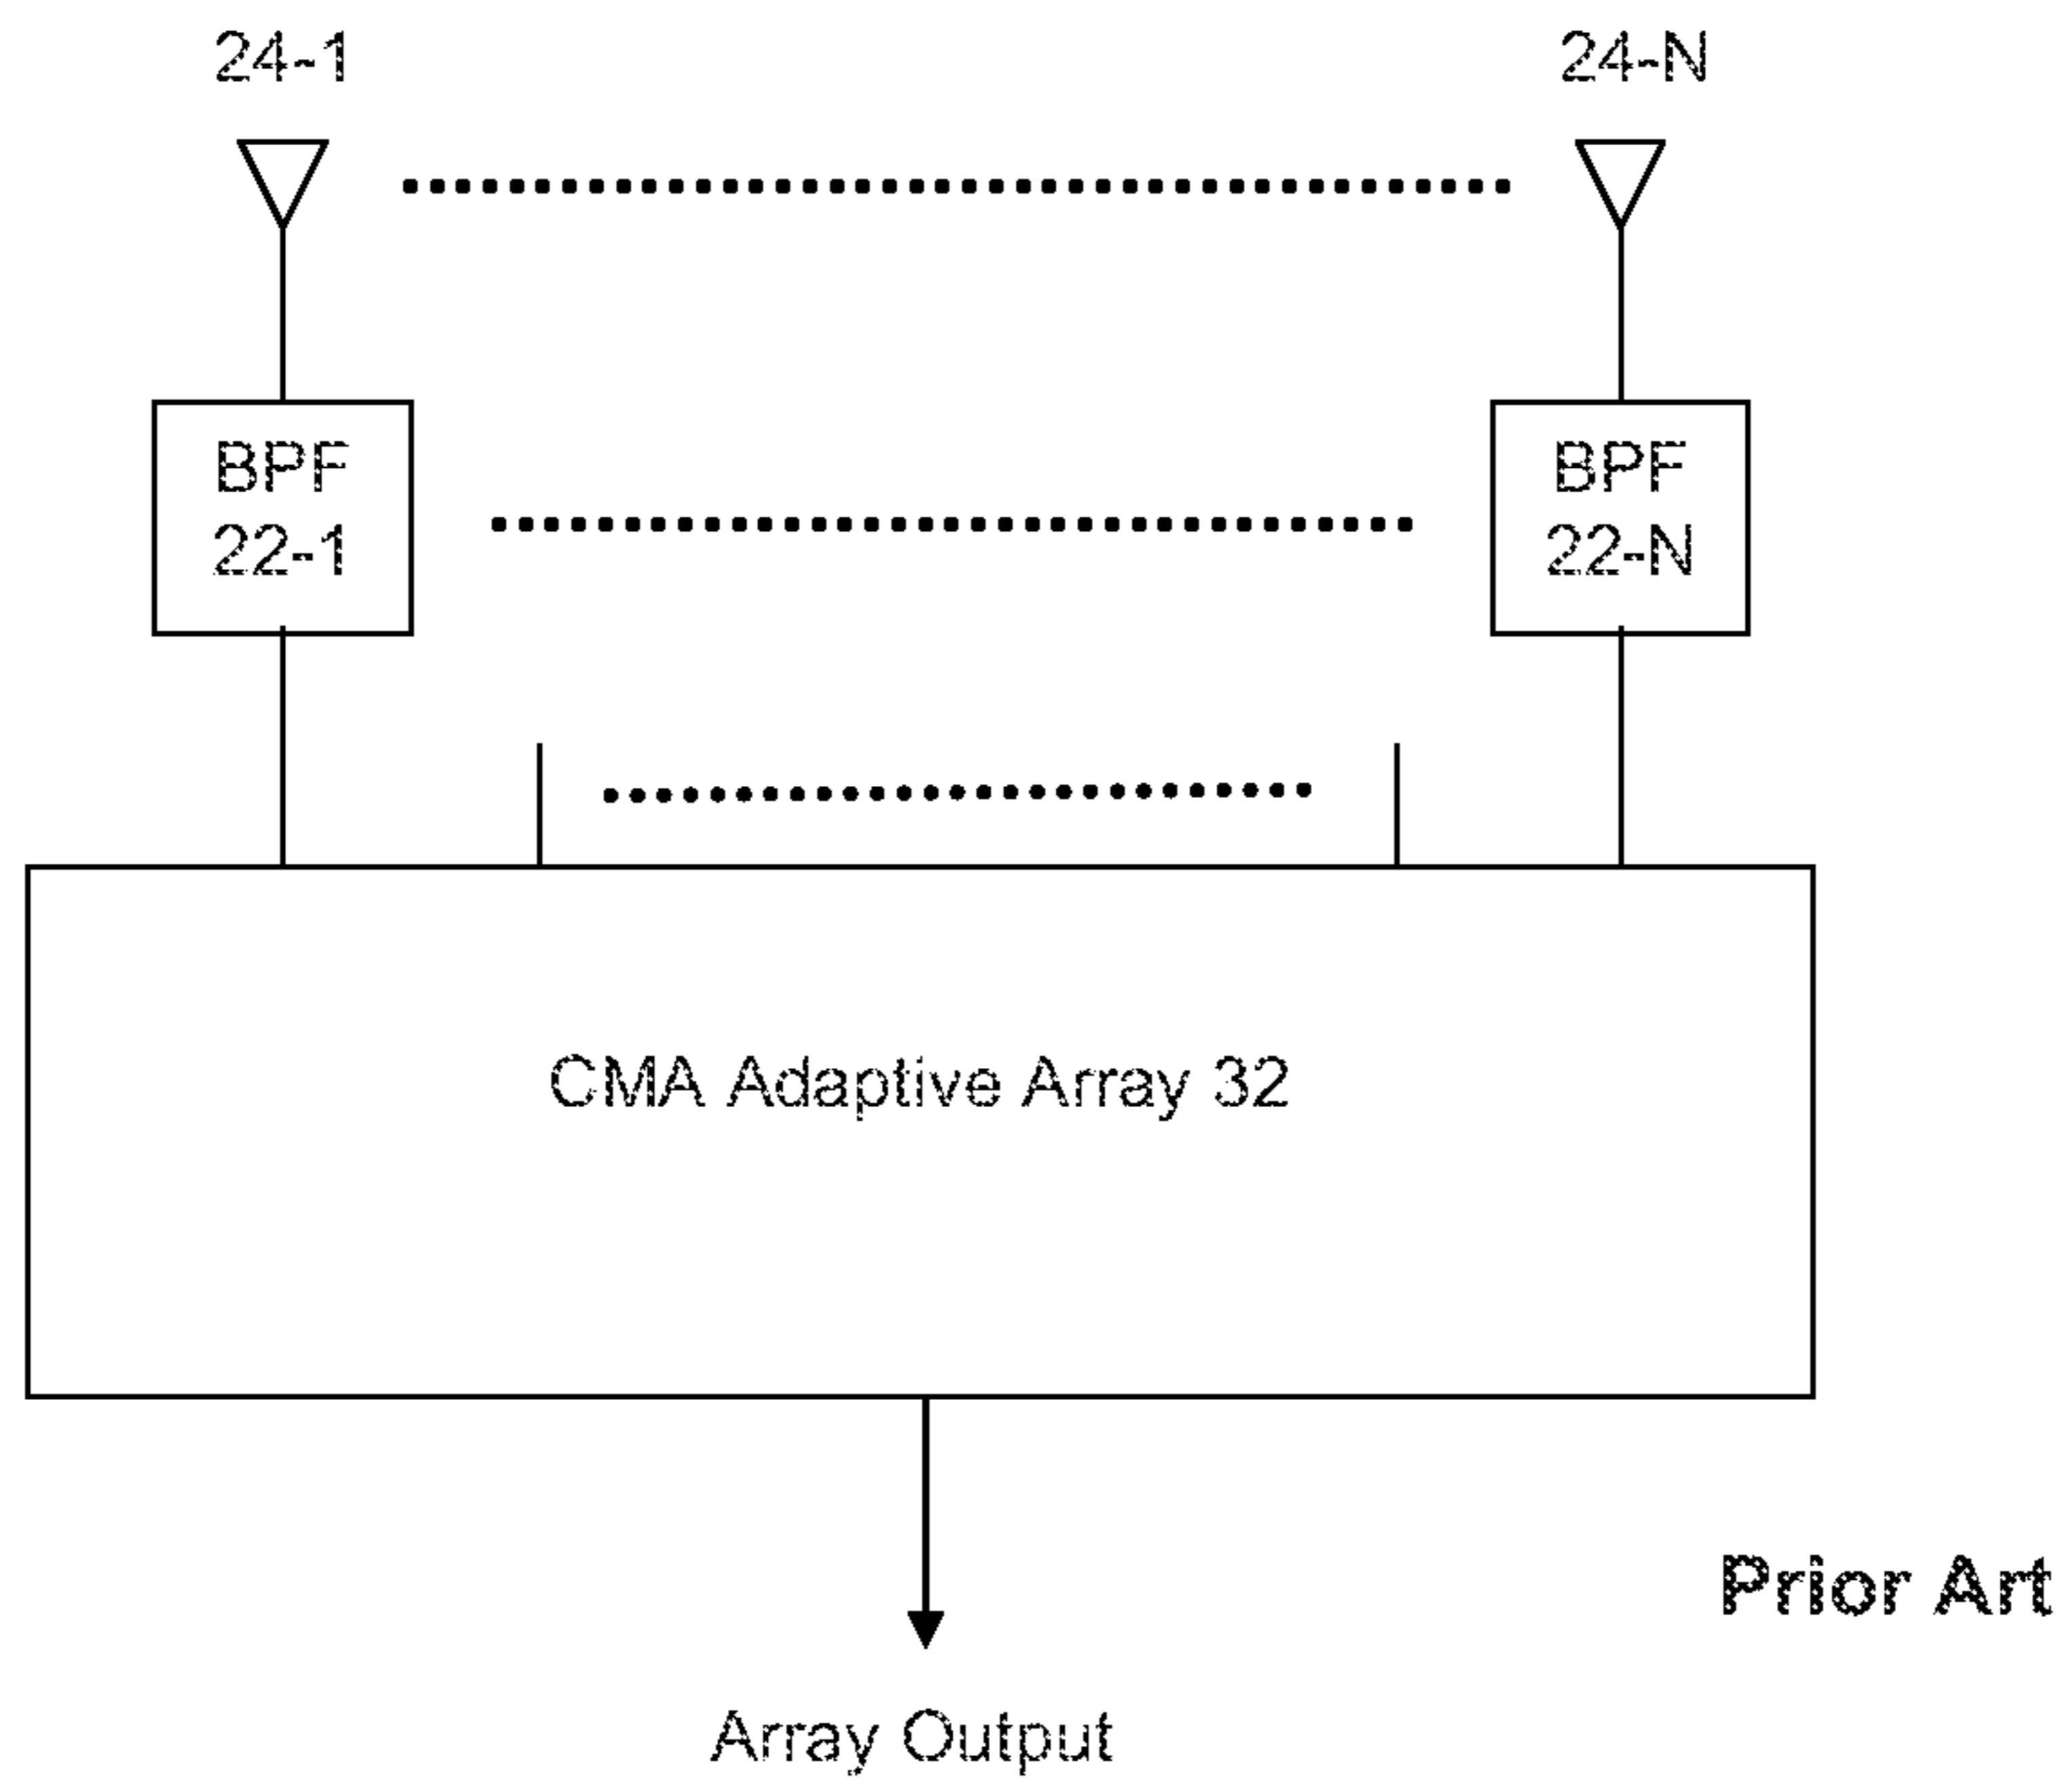 24-1
24-N
BPF
22-1
BPF
22-N
CMA Adaptive Array 32
Prior Art
Array Output